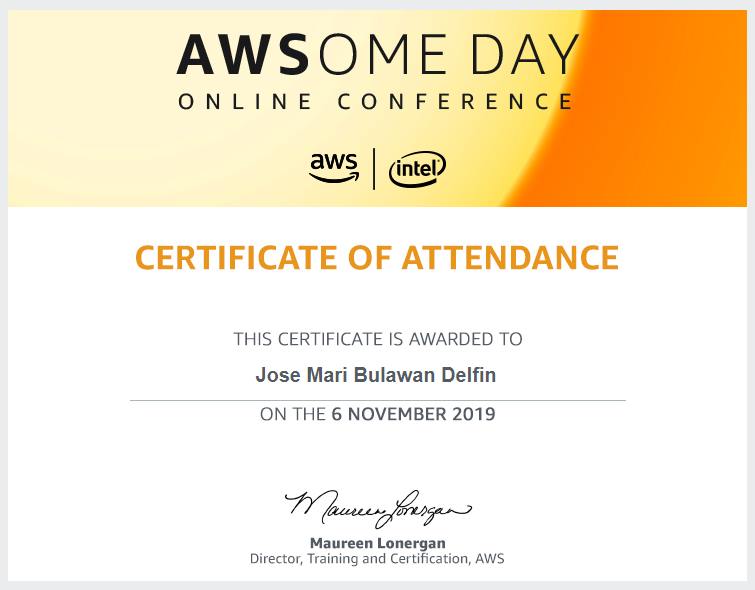 AWSOME DAY
ONLINE CONFERENCE
aws | intel
CERTIFICATE OF ATTENDANCE
THIS CERTIFICATE IS AWARDED TO
Jose Mari Bulawan Delfin
ON THE 6 NOVEMBER 2019
Maureen Lonergan
Maureen Lonergan
Director, Training and Certification, AWS